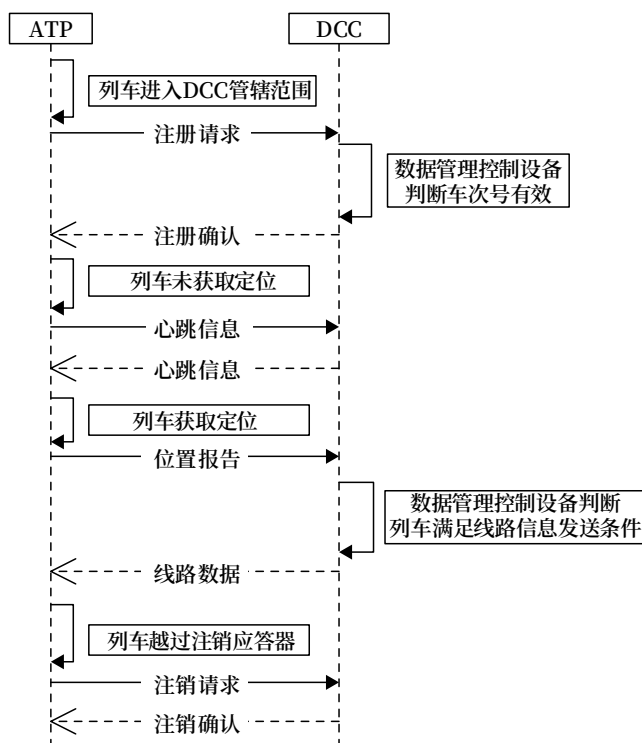 ATP
DCC
列车进入DCC管辖范围
注册请求
数据管理控制设备
判断车次号有效
注册确认
列车未获取定位
心跳信息
心跳信息
列车获取定位
位置报告
数据管理控制设备判断
列车满足线路信息发送条件
线路数据
列车越过注销应答器
注销请求
注销确认